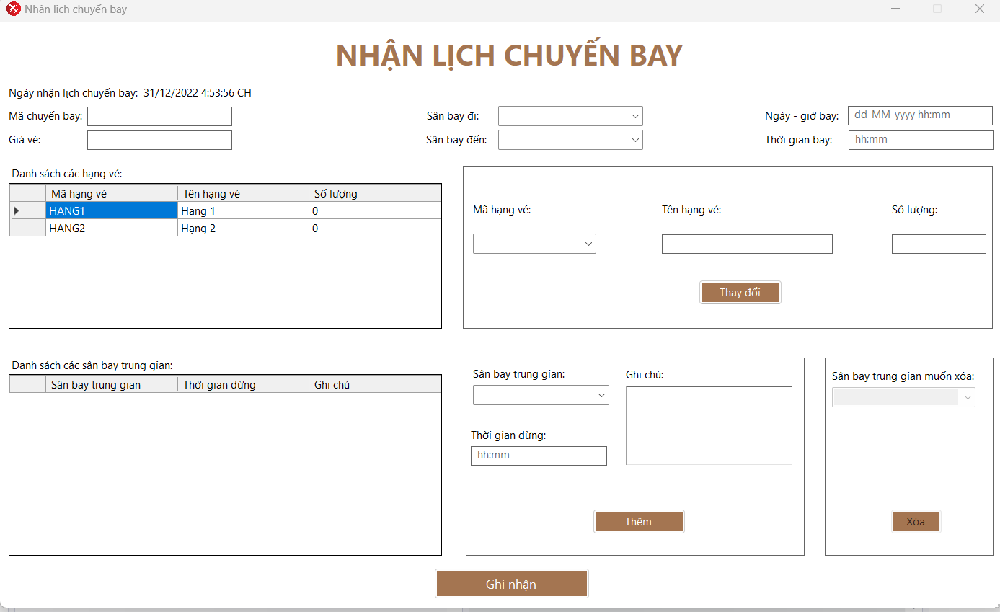 Nhận lịch chuyến bay
NHẬN LỊCH CHUYẾN BAY
Ngày nhận lịch chuyến bay: 31/12/2022 4:53:56 CH
Mã chuyến bay: Sân bay đi: Ngày - giờ bay: dd-MM-yyyy hh:mm
Giá vé: Sân bay đến: Thời gian bay: hh:mm
Danh sách các hạng vé:
Mã hạng vé Tên hạng vé Số lượng
HANG1 Hạng 1 0
HANG2 Hạng 2 0
Mã hạng vé: Tên hạng vé: Số lượng:
Thay đổi
Danh sách các sân bay trung gian:
Sân bay trung gian Thời gian dừng Ghi chú
Sân bay trung gian: Ghi chú:
Thời gian dừng:
hh:mm
Thêm
Sân bay trung gian muốn xóa:
Xóa
Ghi nhận